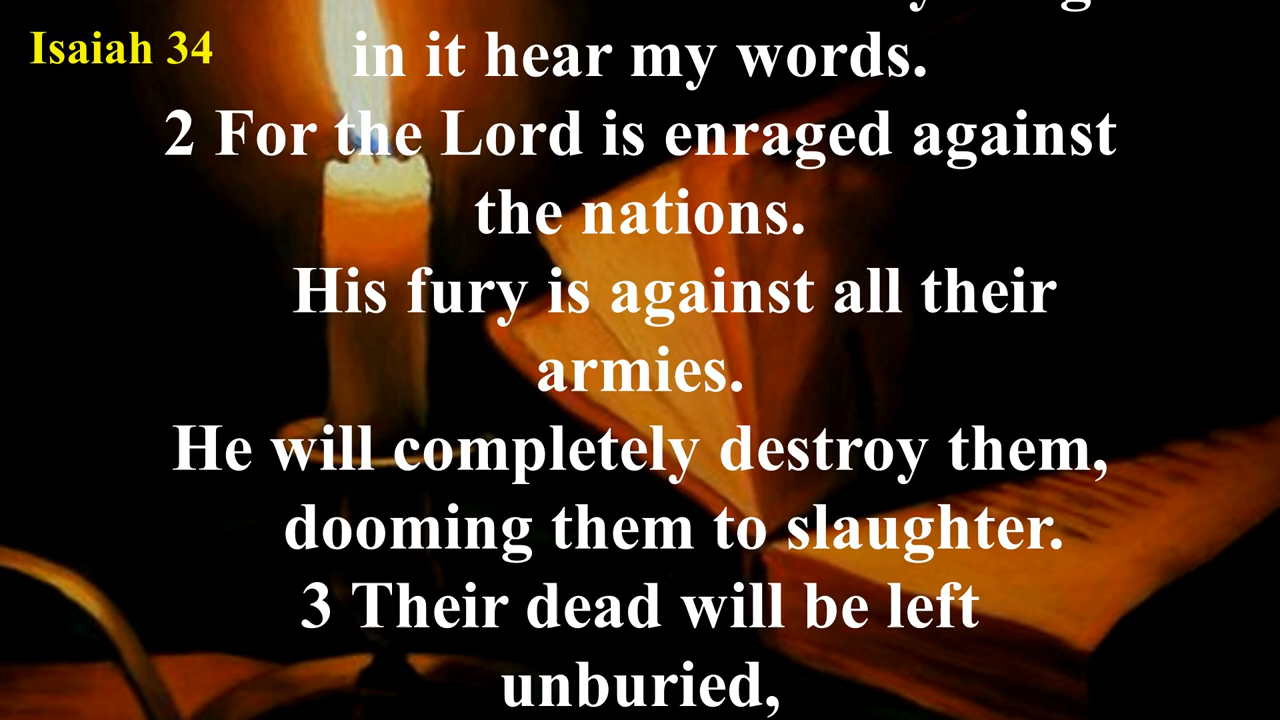 Isaiah 34
in it hear my words.
2 For the Lord is enraged against
the nations.
His fury is against all their
armies.
He will completely destroy them,
dooming them to slaughter.
3 Their dead will be left
unburied,